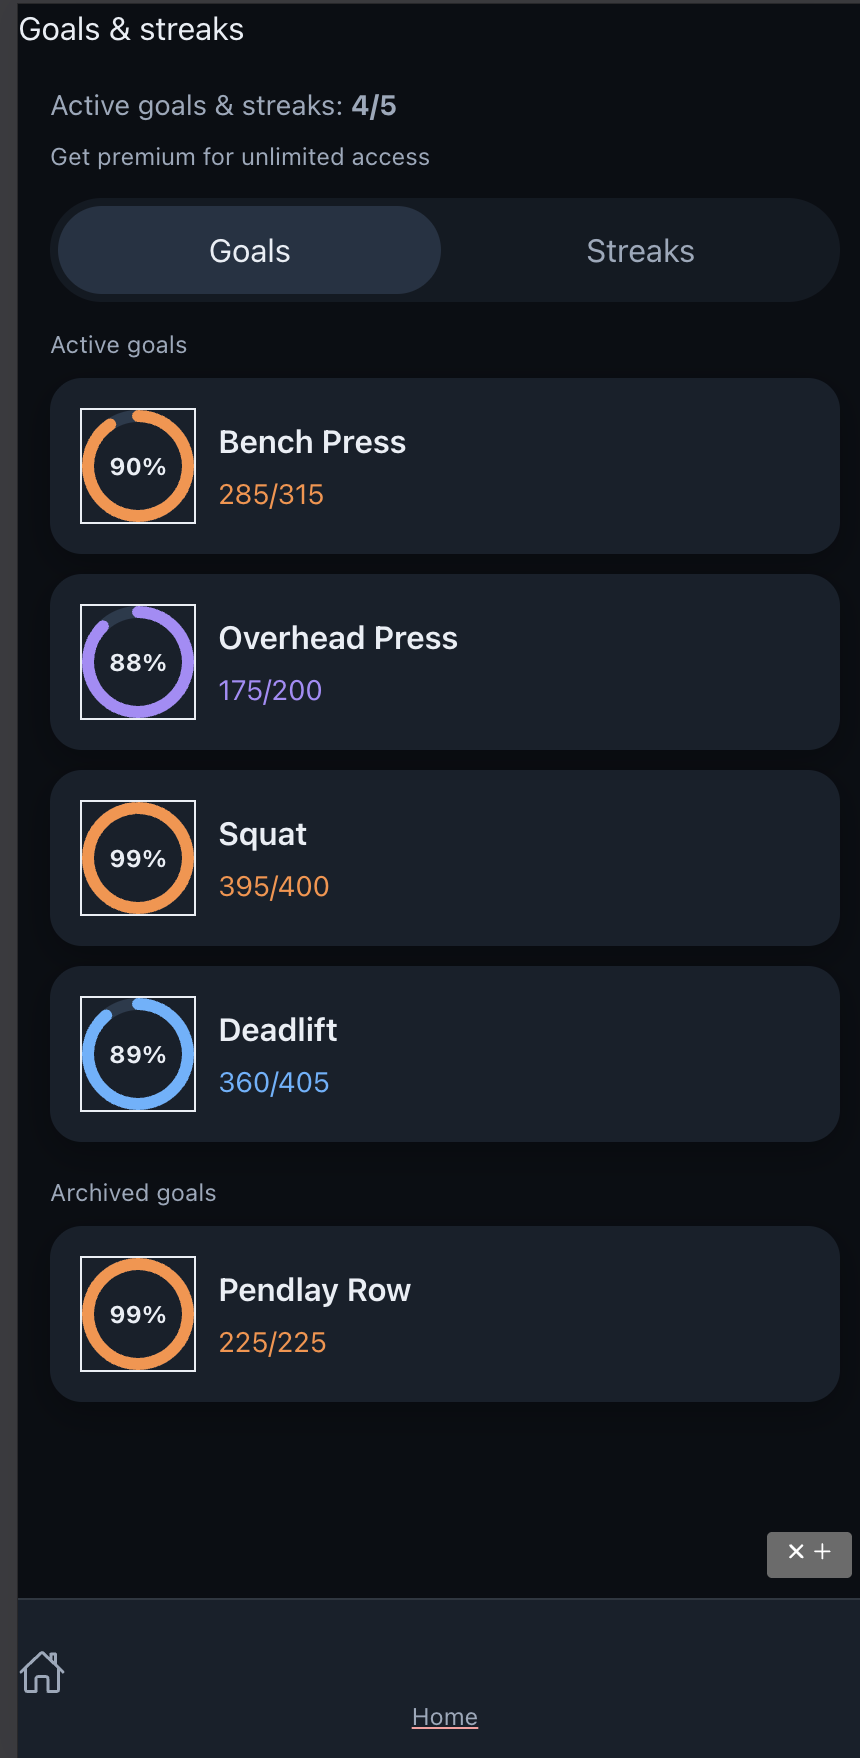 Goals & streaks
Active goals & streaks: 4/5
Get premium for unlimited access
Goals
Streaks
Active goals
90%
Bench Press
285/315
88%
Overhead Press
175/200
99%
Squat
395/400
89%
Deadlift
360/405
Archived goals
99%
Pendlay Row
225/225
Home